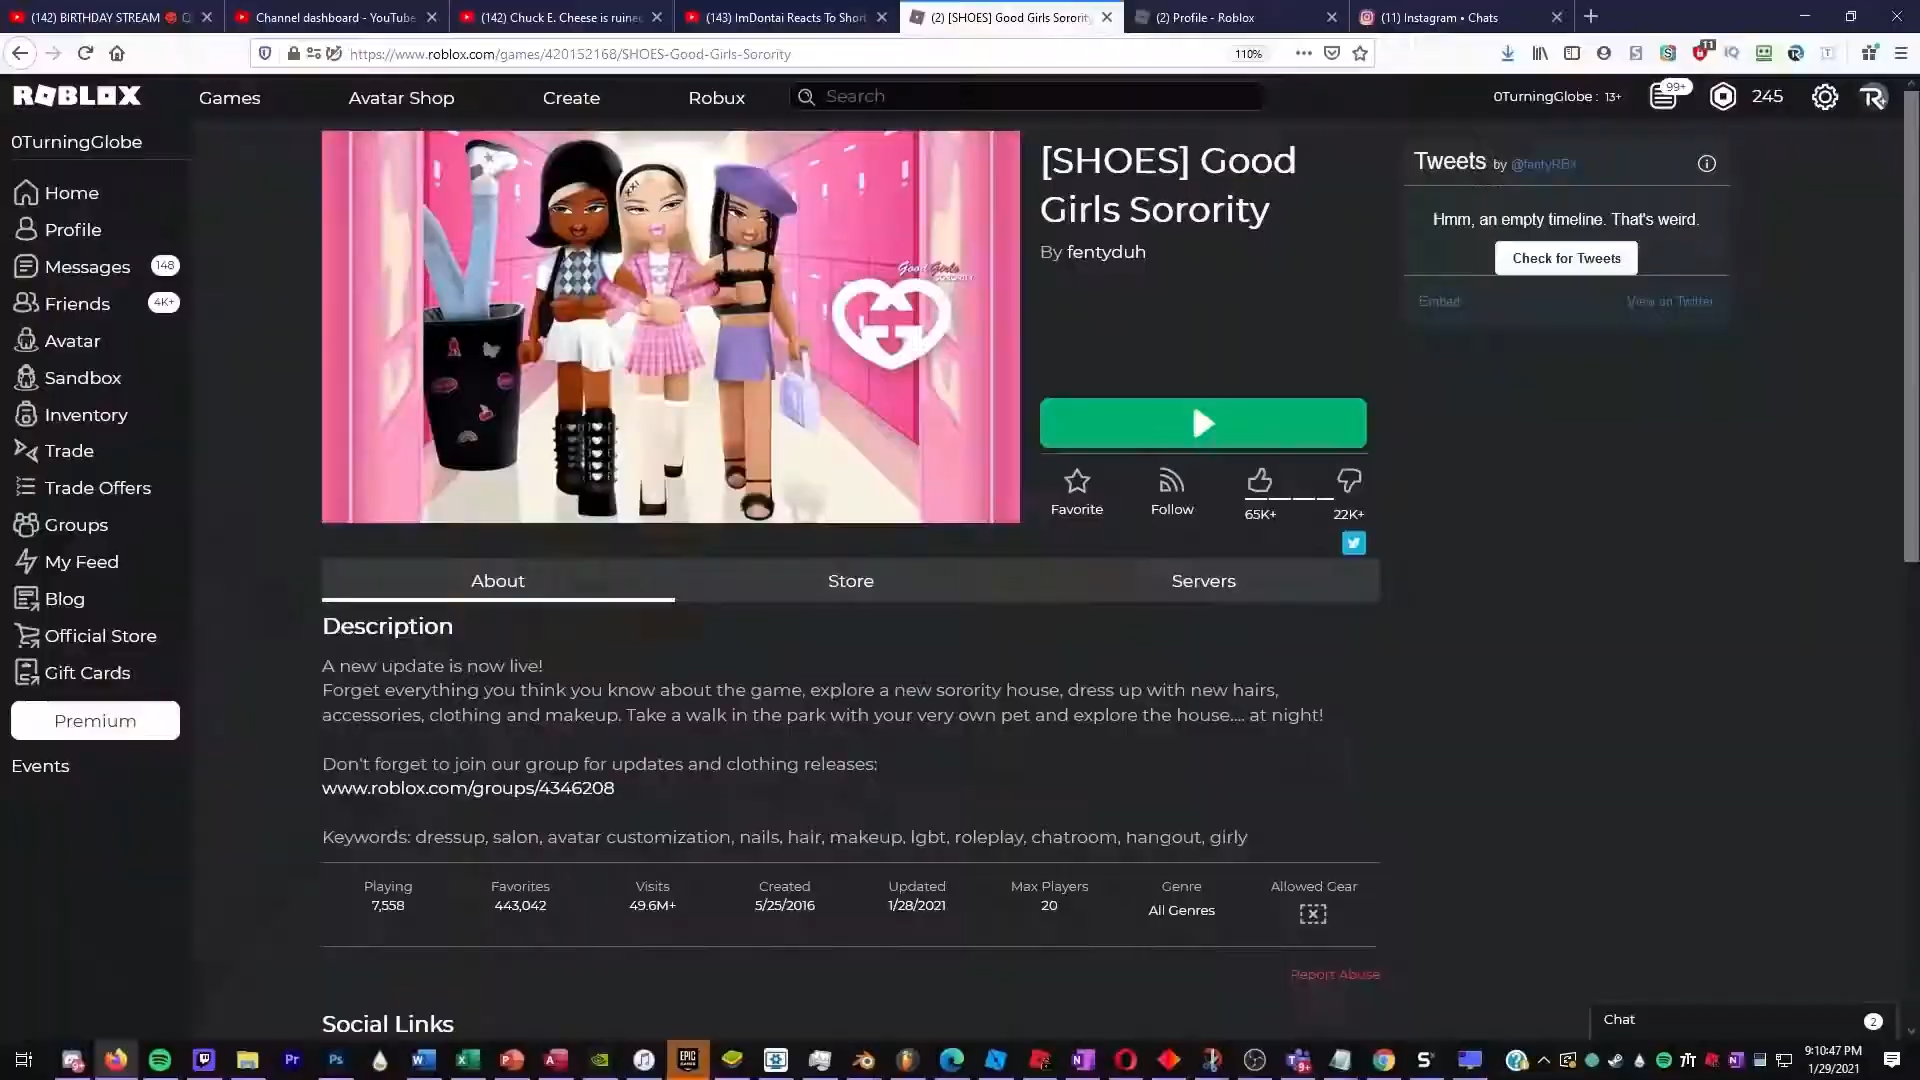 (142) BIRTHDAY STREAM
Channel dashboard - YouTube
(142) Chuck E. Cheese is ruine
(143) ImDontai Reacts To Short
(2) [SHOES] Good Girls Sorority
(2) Profile - Roblox
(11) Instagram • Chats
https://www.roblox.com/games/420152168/SHOES-Good-Girls-Sorority
110%
11
ROBLOX
Games
Avatar Shop
Create
Robux
Search
0TurningGlobe : 13+
99+
245
0TurningGlobe
Home
Profile
Messages 148
Friends 4K+
Avatar
Sandbox
Inventory
Trade
Trade Offers
Groups
My Feed
Blog
Official Store
Gift Cards
Premium
Events
Good Girls
SORORITY
[SHOES] Good
Girls Sorority
By fentyduh
Favorite
Follow
65K+
22K+
Tweets by @fentyRBX
Hmm, an empty timeline. That's weird.
Check for Tweets
Embed
View on Twitter
About
Store
Servers
Description
A new update is now live!
Forget everything you think you know about the game, explore a new sorority house, dress up with new hairs,
accessories, clothing and makeup. Take a walk in the park with your very own pet and explore the house.... at night!
Don't forget to join our group for updates and clothing releases:
www.roblox.com/groups/4346208
Keywords: dressup, salon, avatar customization, nails, hair, makeup, lgbt, roleplay, chatroom, hangout, girly
Playing Favorites Visits Created Updated Max Players Genre Allowed Gear
7,558 443,042 49.6M+ 5/25/2016 1/28/2021 20 All Genres
Report Abuse
Social Links
Chat 2
EPIC
GAMES
9:10:47 PM
1/29/2021